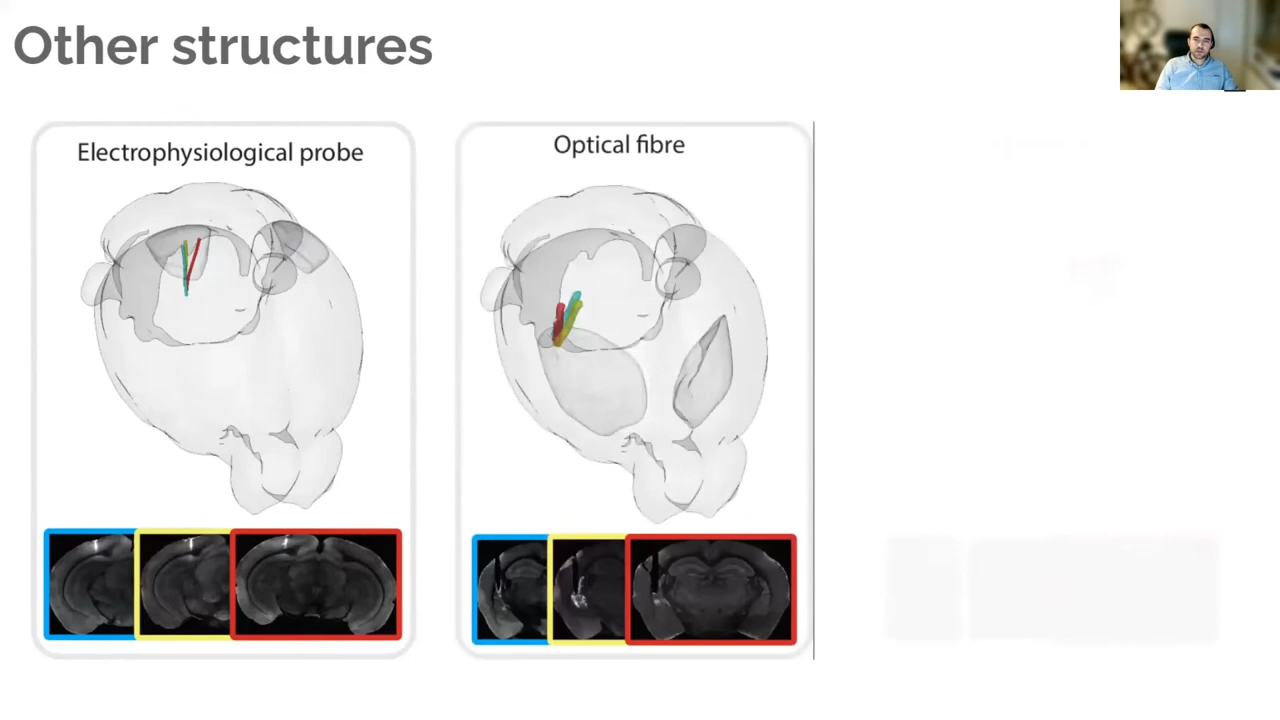 Other structures
Electrophysiological probe
Optical fibre